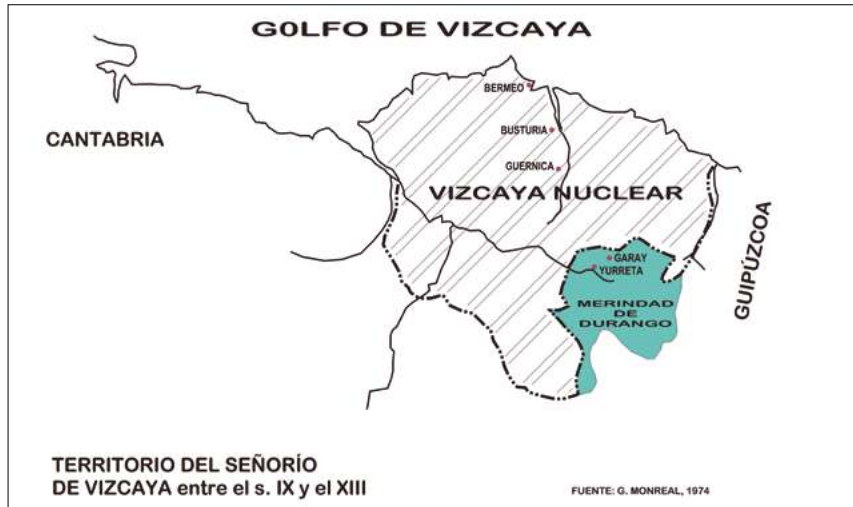 G0LFO DE VIZCAYA
BERMEO
CANTABRIA
BUSTURIA
GUERNICA
VIZCAYA NUCLEAR
GUIPÚZCOA
GARAY
YURRETA
MERINDAD
DE
DURANGO
TERRITORIO DEL SEÑORÍO
DE VIZCAYA entre el s. IX y el XIII
FUENTE: G. MONREAL, 1974